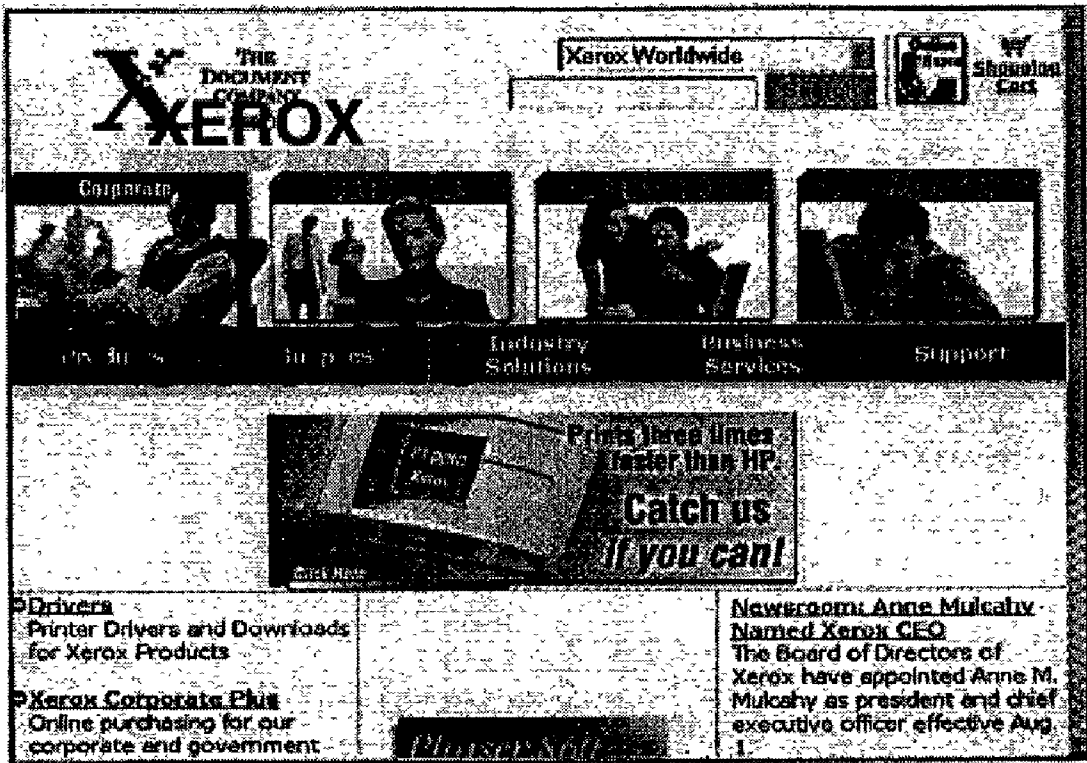 THE
DOCUMENT
COMPANY
XEROX
Xerox Worldwide
Search
Shopping
Cart
Corporate
Industry
Solutions
Business
Services
Support
Prints three times
faster than HP.
Catch us
if you can!
Drivers
Printer Drivers and Downloads
for Xerox Products
Xerox Corporate Plus
Online purchasing for our
corporate and government
Newsroom: Anne Mulcahy
Named Xerox CEO
The Board of Directors of
Xerox have appointed Anne M.
Mulcahy as president and chief
executive officer effective Aug.
1